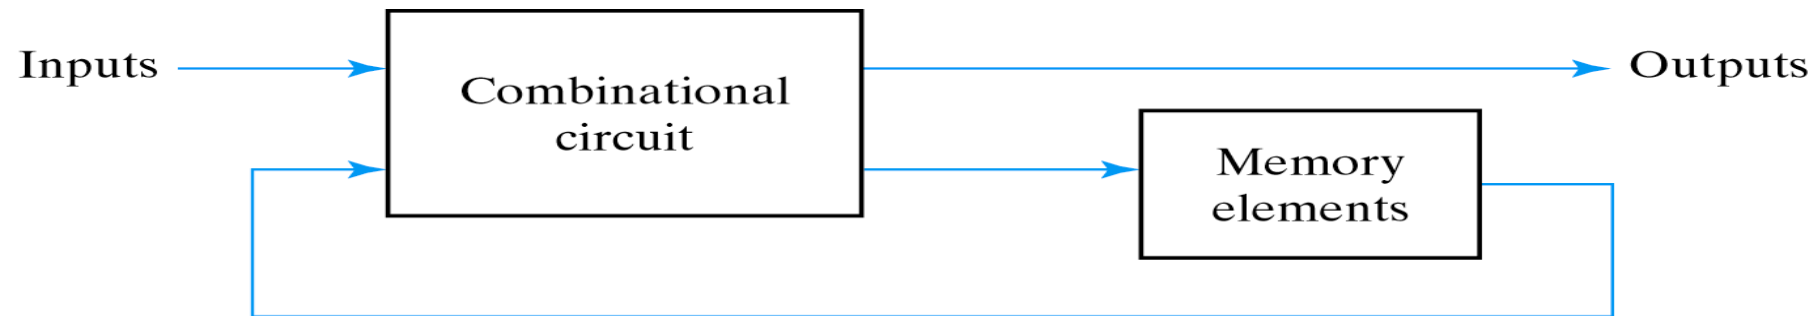 Inputs
Combinational
circuit
Outputs
Memory
elements